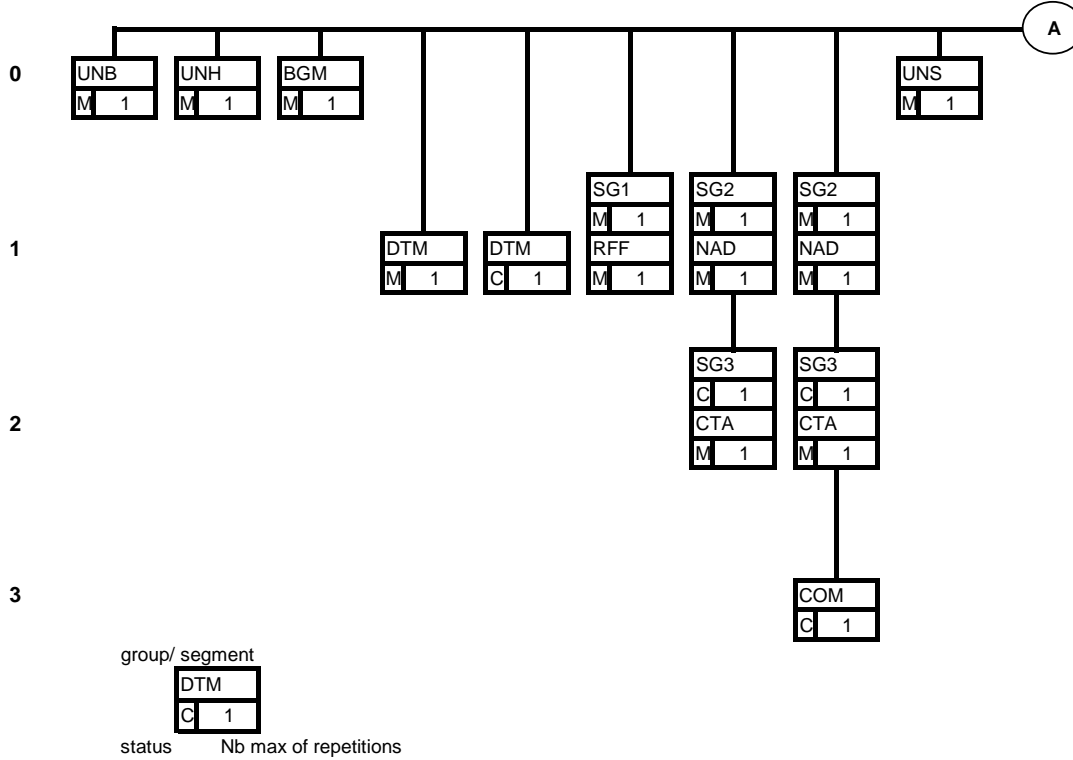 A
0 UNB UNH BGM UNS
M 1 M 1 M 1 M 1
SG1 SG2 SG2
M 1 M 1 M 1
1 DTM DTM RFF NAD NAD
M 1 C 1 M 1 M 1 M 1
SG3 SG3
C 1 C 1
2 CTA CTA
M 1 M 1
3 COM
C 1
group/ segment
DTM
C 1
status Nb max of repetitions